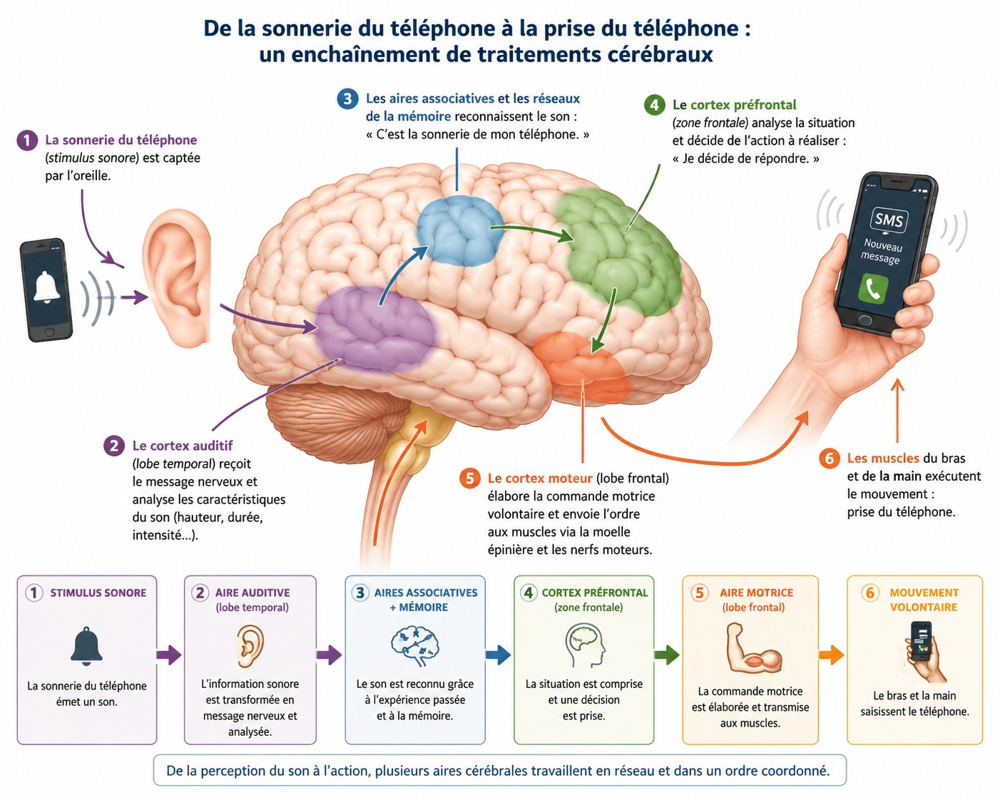 De la sonnerie du téléphone à la prise du téléphone :
un enchaînement de traitements cérébraux
1 La sonnerie du téléphone
(stimulus sonore) est captée
par l'oreille.
3 Les aires associatives et les réseaux
de la mémoire reconnaissent le son :
« C'est la sonnerie de mon téléphone. »
4 Le cortex préfrontal
(zone frontale) analyse la situation
et décide de l'action à réaliser :
« Je décide de répondre. »
SMS
Nouveau
message
2 Le cortex auditif
(lobe temporal) reçoit
le message nerveux et
analyse les caractéristiques
du son (hauteur, durée,
intensité...).
5 Le cortex moteur (lobe frontal)
élabore la commande motrice
volontaire et envoie l'ordre
aux muscles via la moelle
épinière et les nerfs moteurs.
6 Les muscles du bras
et de la main exécutent
le mouvement :
prise du téléphone.
1 STIMULUS SONORE
La sonnerie du téléphone
émet un son.
2 AIRE AUDITIVE
(lobe temporal)
L'information sonore
est transformée en
message nerveux et
analysée.
3 AIRES ASSOCIATIVES
+ MÉMOIRE
Le son est reconnu grâce
à l'expérience passée
et à la mémoire.
4 CORTEX PRÉFRONTAL
(zone frontale)
La situation est comprise
et une décision
est prise.
5 AIRE MOTRICE
(lobe frontal)
La commande motrice
est élaborée et transmise
aux muscles.
6 MOUVEMENT
VOLONTAIRE
Le bras et la main
saisissent le téléphone.
De la perception du son à l'action, plusieurs aires cérébrales travaillent en réseau et dans un ordre coordonné.